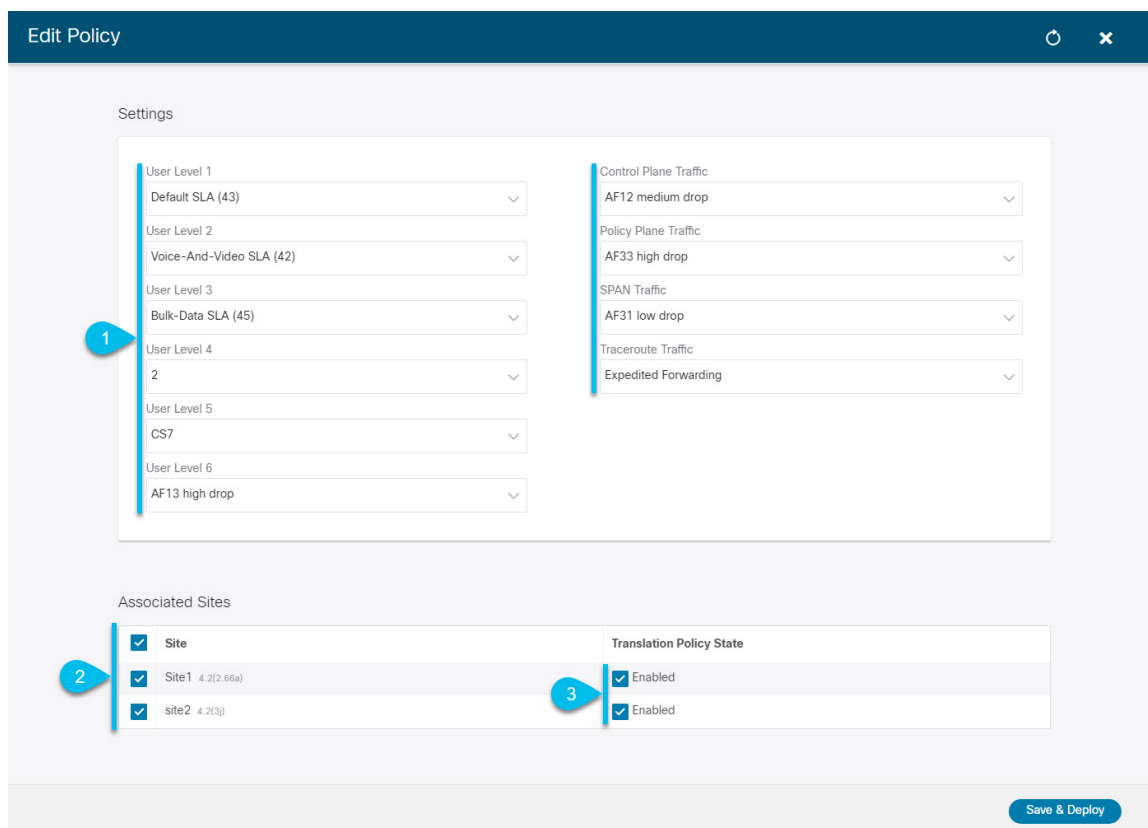 Edit Policy
Settings
User Level 1
Default SLA (43)
User Level 2
Voice-And-Video SLA (42)
User Level 3
Bulk-Data SLA (45)
1
User Level 4
2
User Level 5
CS7
User Level 6
AF13 high drop
Control Plane Traffic
AF12 medium drop
Policy Plane Traffic
AF33 high drop
SPAN Traffic
AF31 low drop
Traceroute Traffic
Expedited Forwarding
Associated Sites
Site Translation Policy State
2
Site1 4.2(2.66a) Enabled
3
site2 4.2(3j) Enabled
Save & Deploy